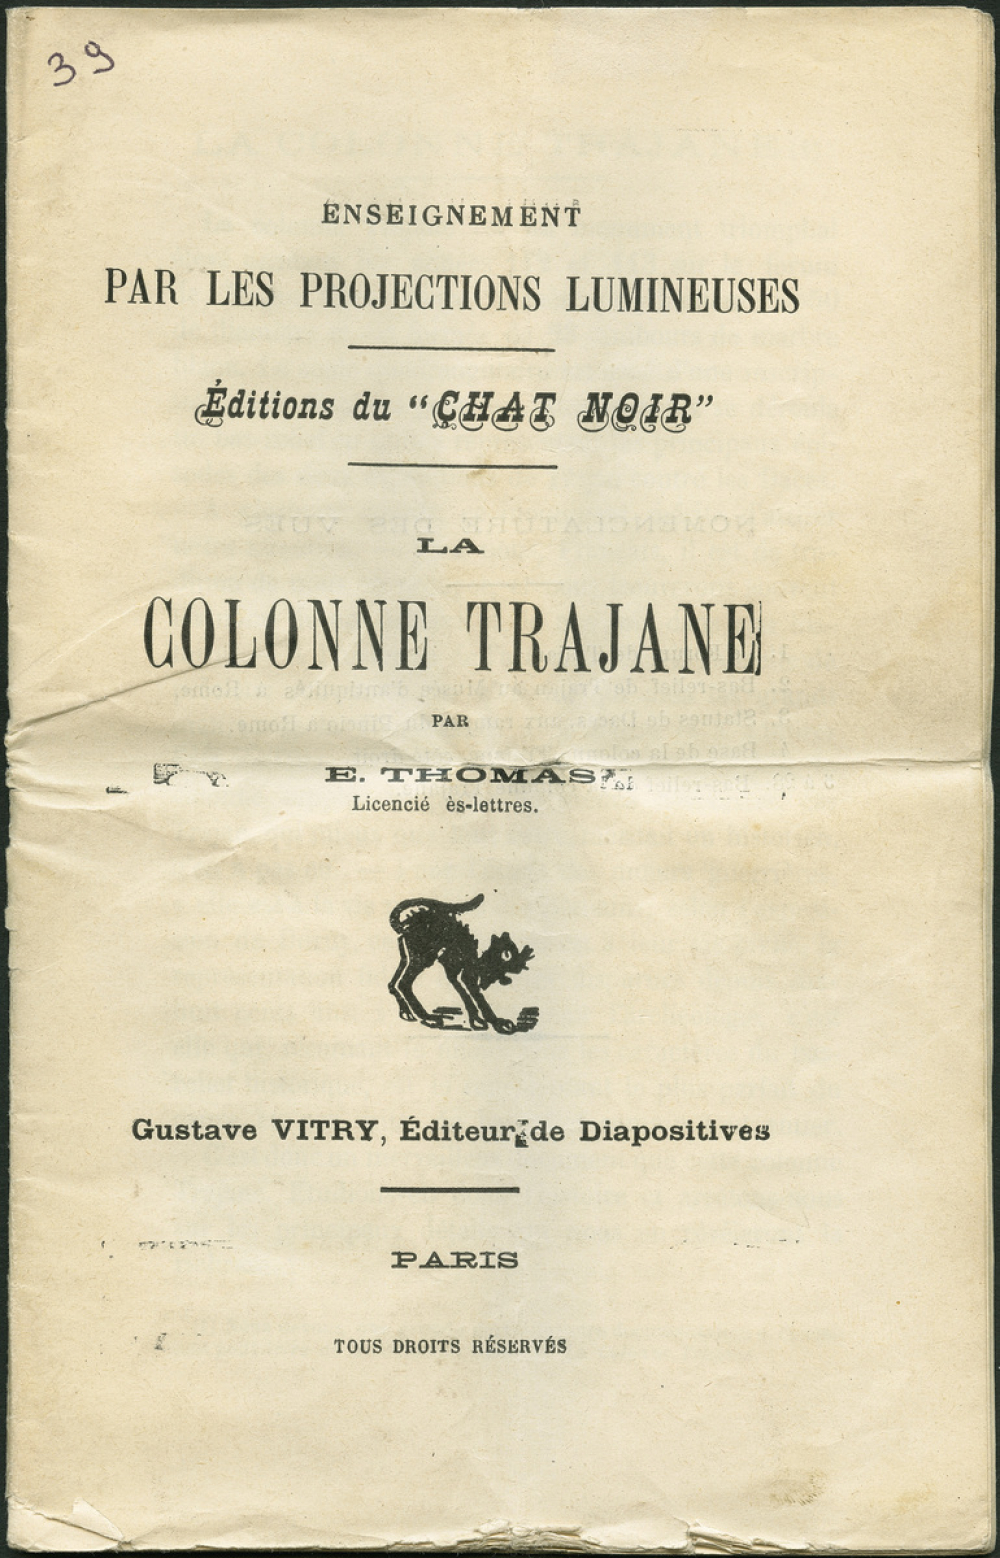 39
ENSEIGNEMENT
PAR LES PROJECTIONS LUMINEUSES
Éditions du “CHAT NOIR”
LA
COLONNE TRAJANE
PAR
E. THOMAS
Licencié ès-lettres.
Gustave VITRY, Éditeur de Diapositives
PARIS
TOUS DROITS RÉSERVÉS